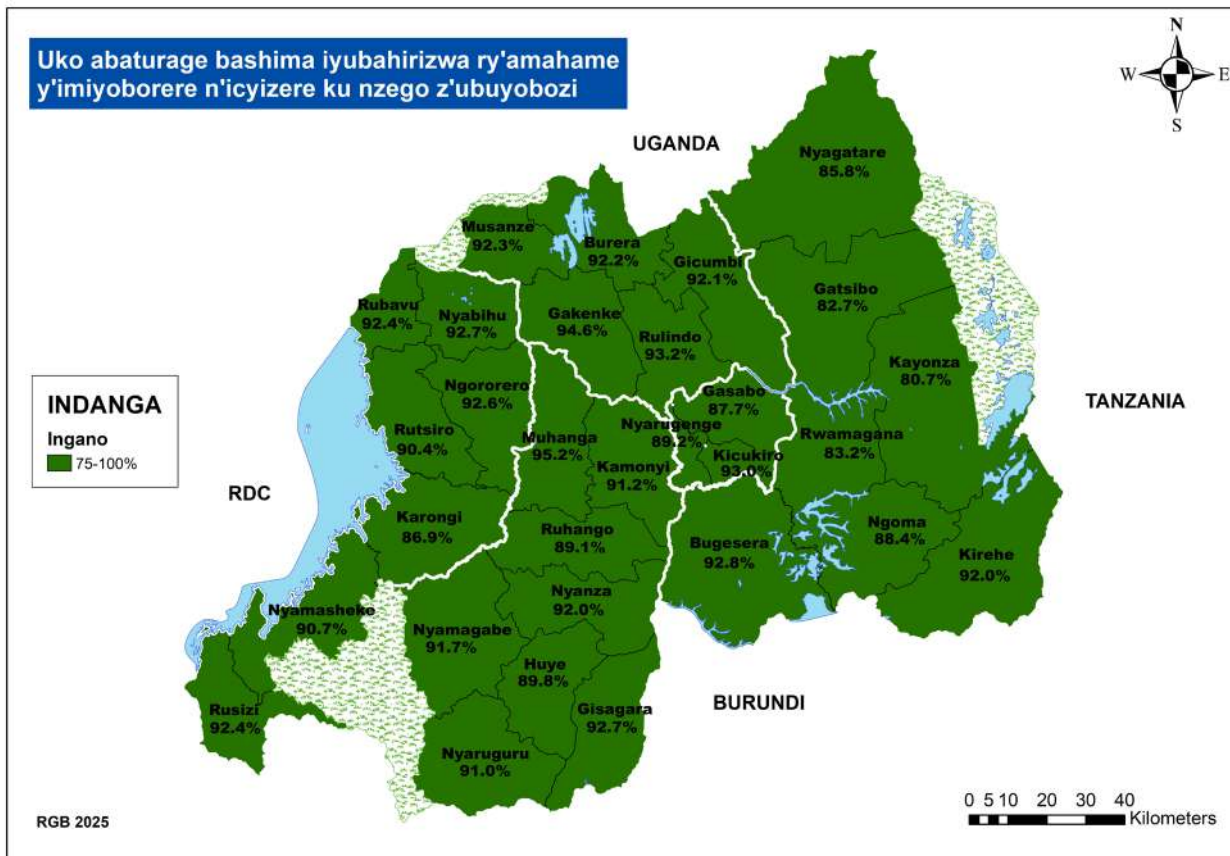 Uko abaturage bashima iyubahirizwa ry'amahame
y'imiyoborere n'icyizere ku nzego z'ubuyobozi
N
W
E
S
UGANDA
Nyagatare
85.8%
Musanze
92.3%
Burera
92.2%
Gicumbi
92.1%
Gatsibo
82.7%
Rubavu
92.4%
Nyabihu
92.7%
Gakenke
94.6%
Rulindo
93.2%
Kayonza
80.7%
INDANGA
Ingano
75-100%
Ngororero
92.6%
Gasabo
87.7%
TANZANIA
Rutsiro
90.4%
Muhanga
95.2%
Nyarugenge
89.2%
Kicukiro
93.0%
Rwamagana
83.2%
Kamonyi
91.2%
RDC
Karongi
86.9%
Ruhango
89.1%
Bugesera
92.8%
Ngoma
88.4%
Kirehe
92.0%
Nyamasheke
90.7%
Nyanza
92.0%
Nyamagabe
91.7%
Huye
89.8%
BURUNDI
Rusizi
92.4%
Gisagara
92.7%
Nyaruguru
91.0%
0 5 10 20 30 40
Kilometers
RGB 2025